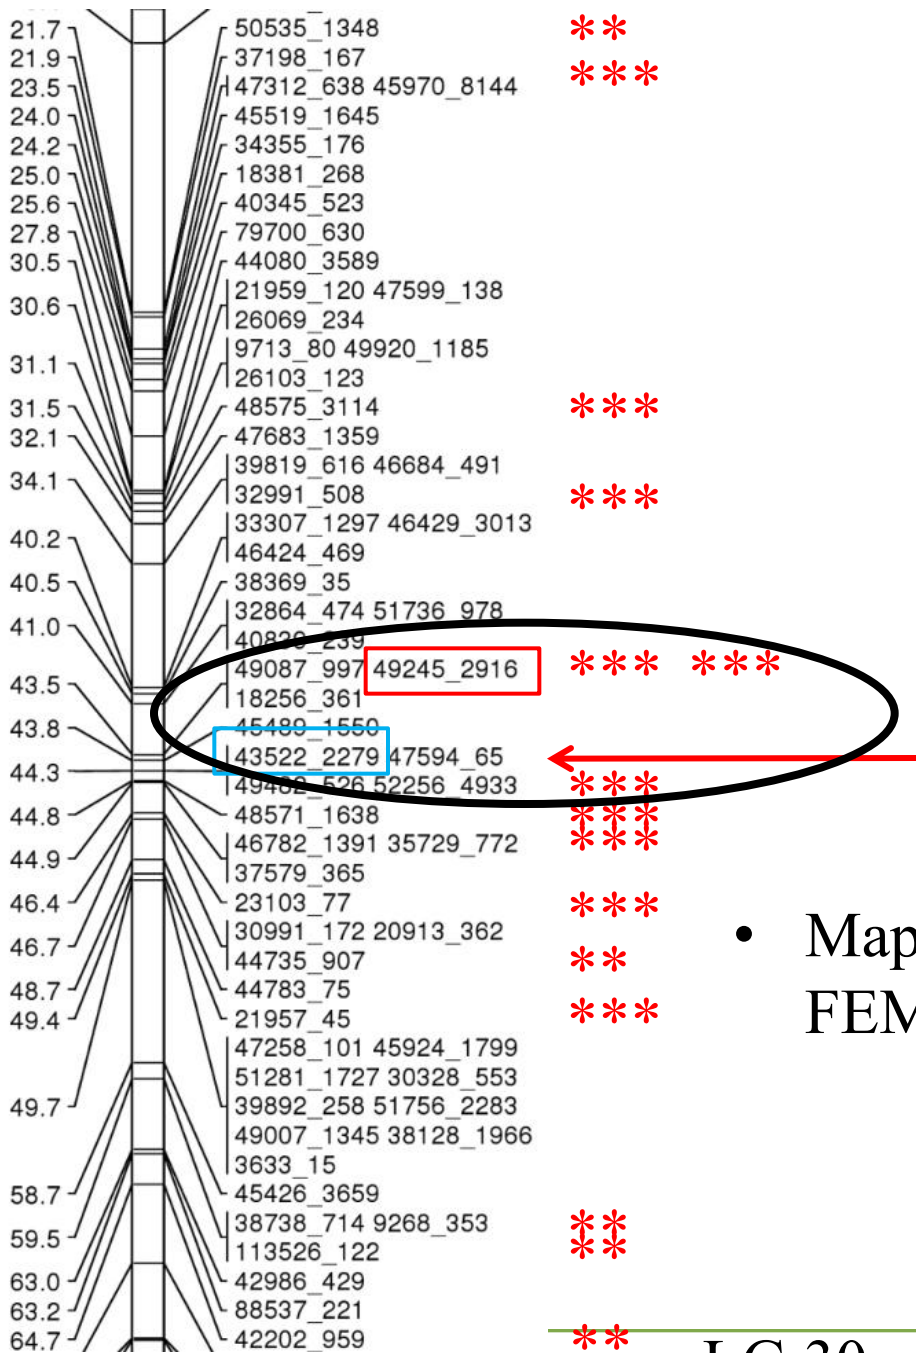 21.7 50535_1348 **
21.9 37198_167
23.5 47312_638 45970_8144 ***
24.0 45519_1645
24.2 34355_176
25.0 18381_268
25.6 40345_523
27.8 79700_630
30.5 44080_3589
21959_120 47599_138
30.6 26069_234
9713_80 49920_1185
31.1 26103_123
31.5 48575_3114 ***
32.1 47683_1359
39819_616 46684_491
34.1 32991_508 ***
33307_1297 46429_3013
40.2 46424_469
40.5 38369_35
32864_474 51736_978
41.0
49087_997 49245_2916 *** ***
43.5 18256_361
43.8 45489_1550
43522_2279 47594_65
44.3 52256_4933 ***
44.8 48571_1638 ***
46782_1391 35729_772 ***
44.9 37579_365
46.4 23103_77 ***
30991_172 20913_362
46.7 44735_907 **
48.7 44783_75
49.4 21957_45 ***
47258_101 45924_1799
51281_1727 30328_553
49.7 39892_258 51756_2283
49007_1345 38128_1966
3633_15
58.7 45426_3659
38738_714 9268_353 **
59.5 113526_122 **
63.0 42986_429
63.2 88537_221
64.7 42202_959 **
• Map
FEM
LG 30